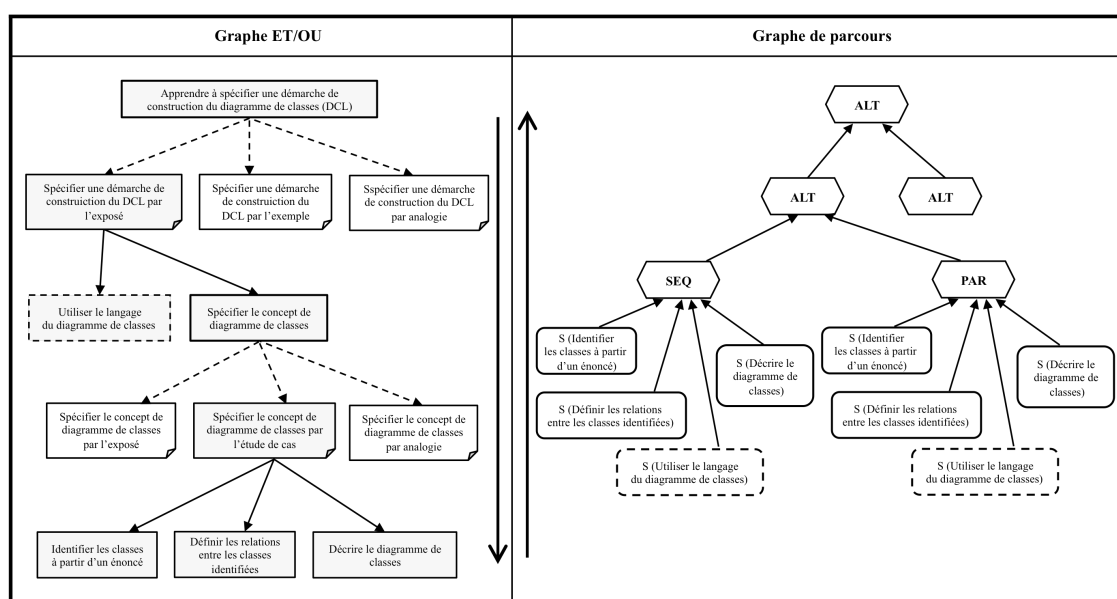 Graphe ET/OU
Apprendre à spécifier une démarche de
construction du diagramme de classes (DCL)
Spécifier une démarche de
construiction du DCL par
l'exposé
Spécifier une démarche
de construiction du
DCL par l'exemple
Sspécifier une démarche
de construction du DCL
par analogie
Utiliser le langage
du diagramme de classes
Spécifier le concept de
diagramme de classes
Spécifier le concept de
diagramme de classes
par l'exposé
Spécifier le concept de
diagramme de classes par
l'étude de cas
Spécifier le concept de
diagramme de classes
par analogie
Identifier les classes
à partir d'un énoncé
Définir les relations
entre les classes
identifiées
Décrire le diagramme de
classes
Graphe de parcours
ALT
ALT
ALT
SEQ
PAR
S (Identifier
les classes à partir
d'un énoncé)
S (Décrire le
diagramme de
classes)
S (Définir les relations
entre les classes identifiées)
S (Utiliser le langage
du diagramme de classes)
S (Identifier
les classes à partir
d'un énoncé)
S (Décrire le
diagramme de
classes)
S (Définir les relations
entre les classes identifiées)
S (Utiliser le langage
du diagramme de classes)